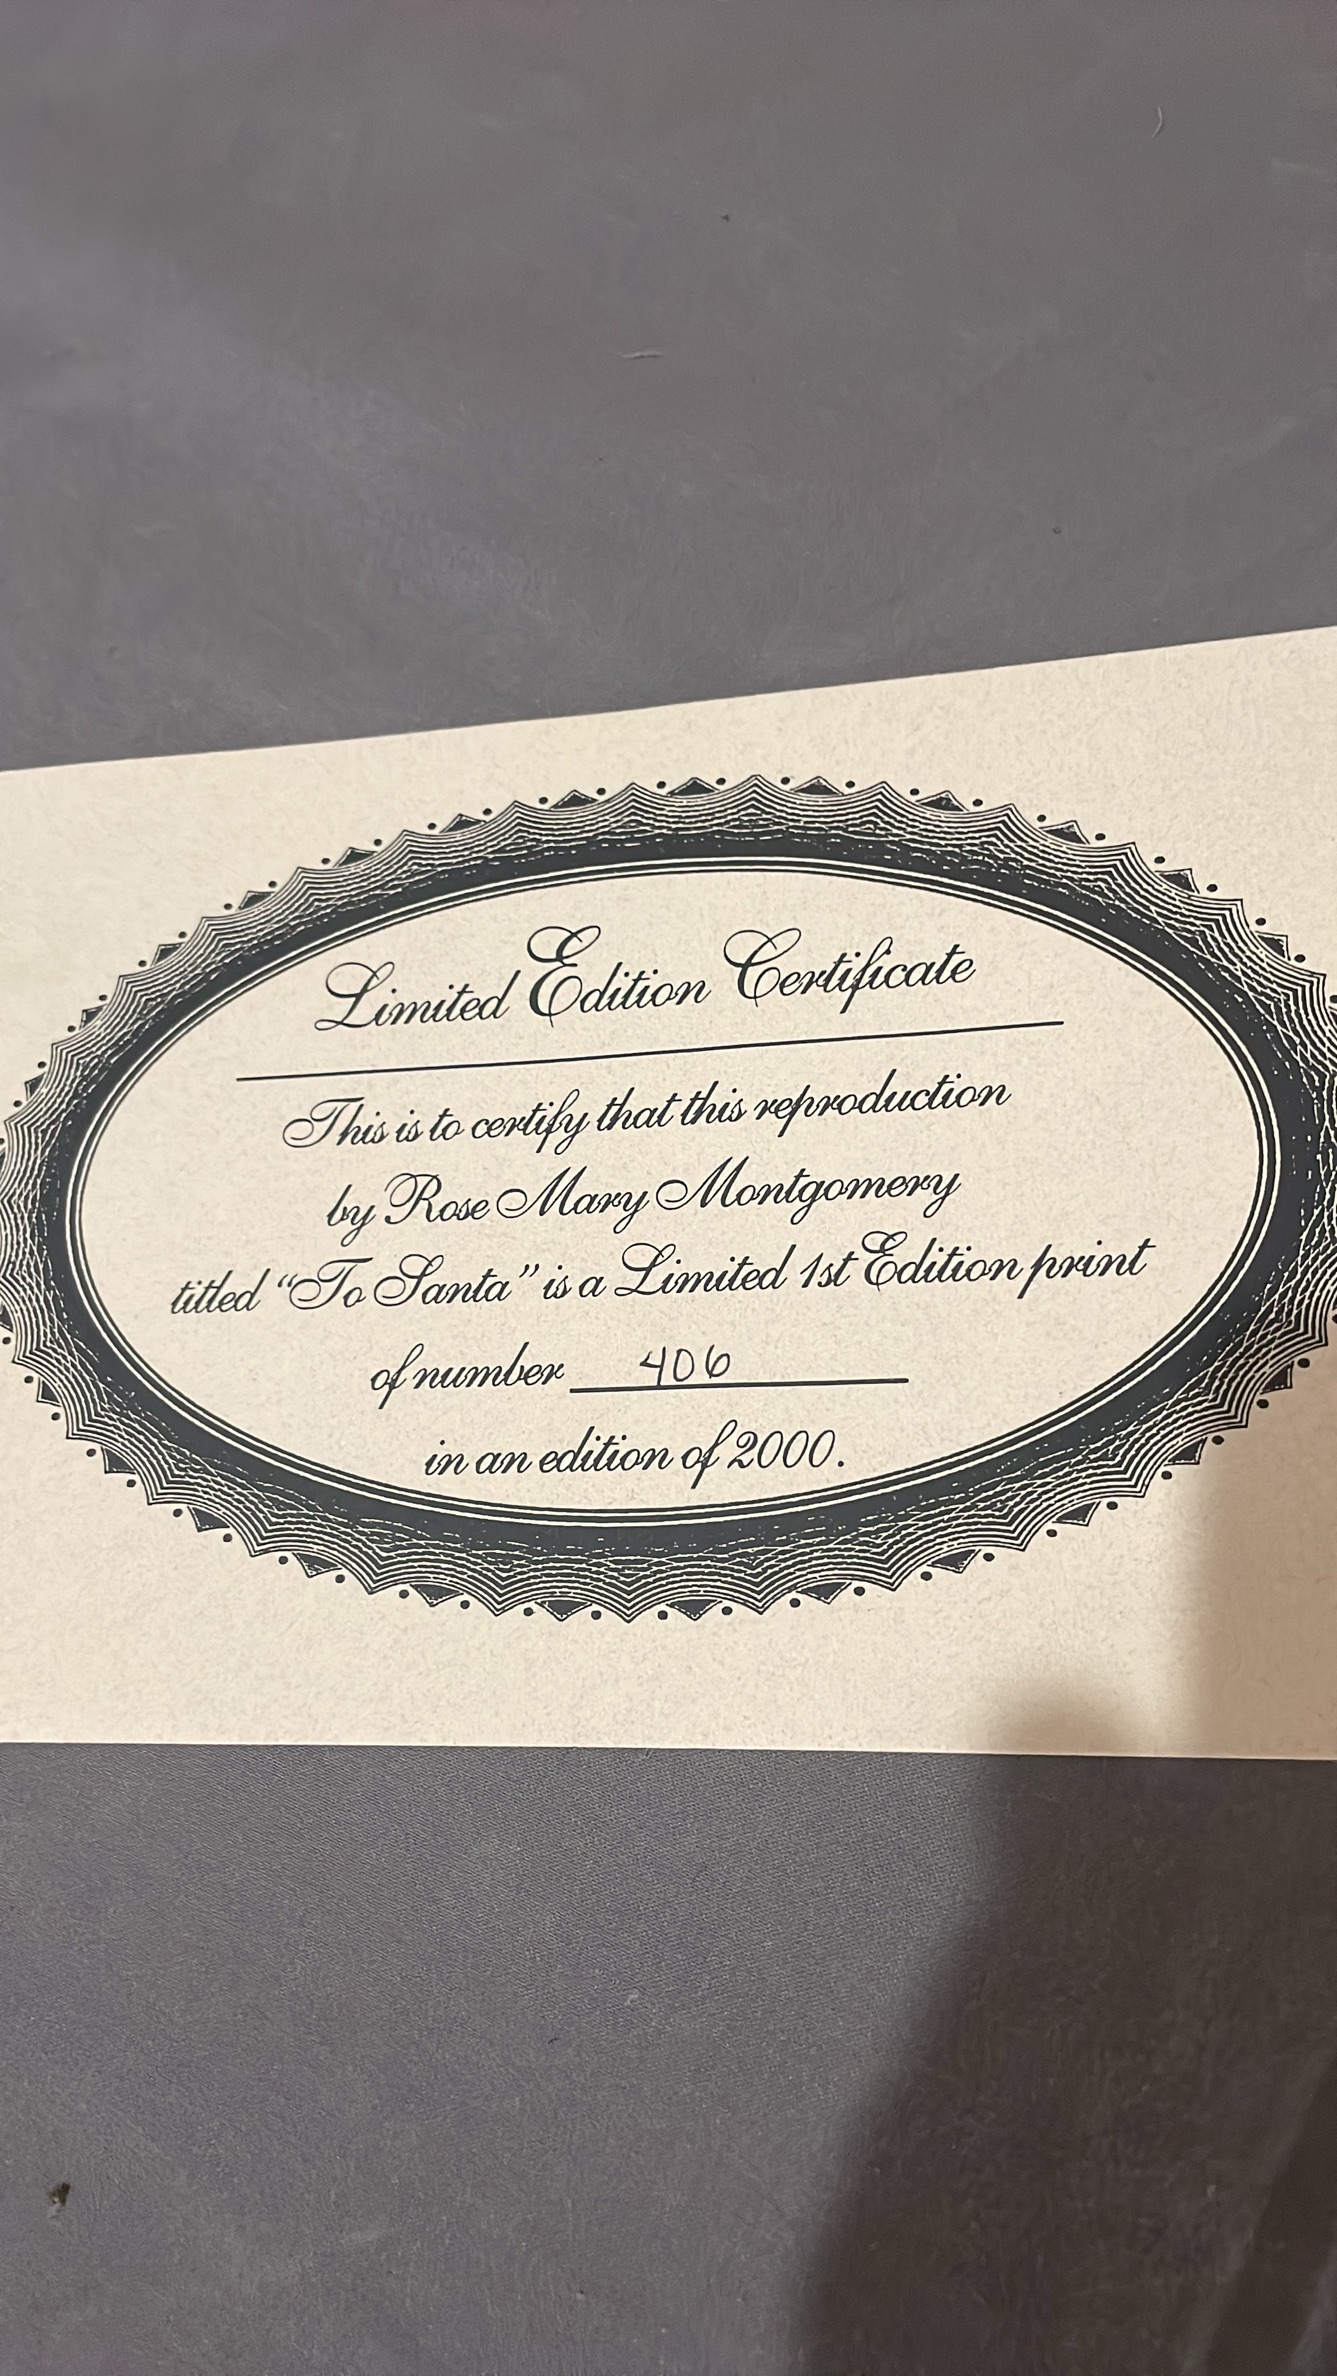 Limited Edition Certificate
This is to certify that this reproduction
by Rose Mary Montgomery
titled “To Santa” is a Limited 1st Edition print
of number 406
in an edition of 2000.